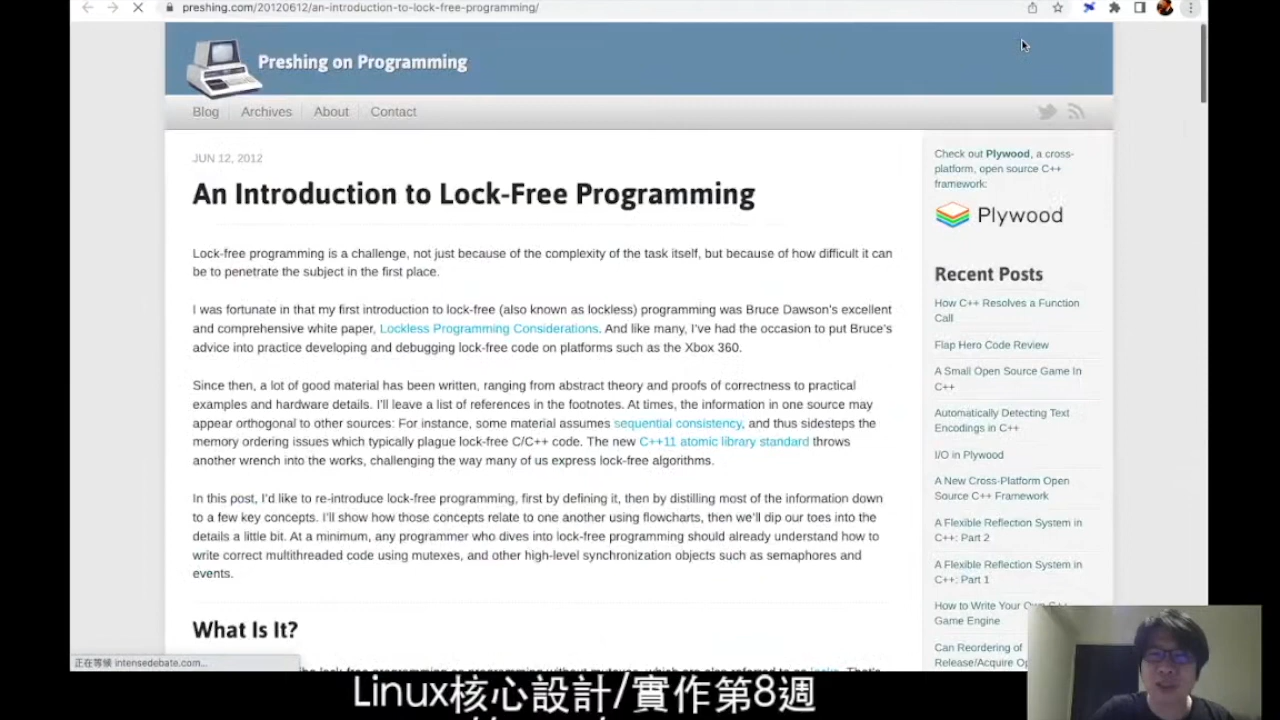 preshing.com/20120612/an-introduction-to-lock-free-programming/
Preshing on Programming
Blog
Archives
About
Contact
JUN 12, 2012
An Introduction to Lock-Free Programming
Lock-free programming is a challenge, not just because of the complexity of the task itself, but because of how difficult it can
be to penetrate the subject in the first place.
I was fortunate in that my first introduction to lock-free (also known as lockless) programming was Bruce Dawson's excellent
and comprehensive white paper, Lockless Programming Considerations. And like many, I've had the occasion to put Bruce's
advice into practice developing and debugging lock-free code on platforms such as the Xbox 360.
Since then, a lot of good material has been written, ranging from abstract theory and proofs of correctness to practical
examples and hardware details. I'll leave a list of references in the footnotes. At times, the information in one source may
appear orthogonal to other sources: For instance, some material assumes sequential consistency, and thus sidesteps the
memory ordering issues which typically plague lock-free C/C++ code. The new C++11 atomic library standard throws
another wrench into the works, challenging the way many of us express lock-free algorithms.
In this post, I'd like to re-introduce lock-free programming, first by defining it, then by distilling most of the information down
to a few key concepts. I'll show how those concepts relate to one another using flowcharts, then we'll dip our toes into the
details a little bit. At a minimum, any programmer who dives into lock-free programming should already understand how to
write correct multithreaded code using mutexes, and other high-level synchronization objects such as semaphores and
events.
What Is It?
Check out Plywood, a cross-
platform, open source C++
framework:
Plywood
Recent Posts
How C++ Resolves a Function
Call
Flap Hero Code Review
A Small Open Source Game In
C++
Automatically Detecting Text
Encodings in C++
I/O in Plywood
A New Cross-Platform Open
Source C++ Framework
A Flexible Reflection System in
C++: Part 2
A Flexible Reflection System in
C++: Part 1
How to Write Your Own C++
Game Engine
Can Reordering of
Release/Acquire
正在等候 intensedebate.com...
Linux核心設計/實作第8週